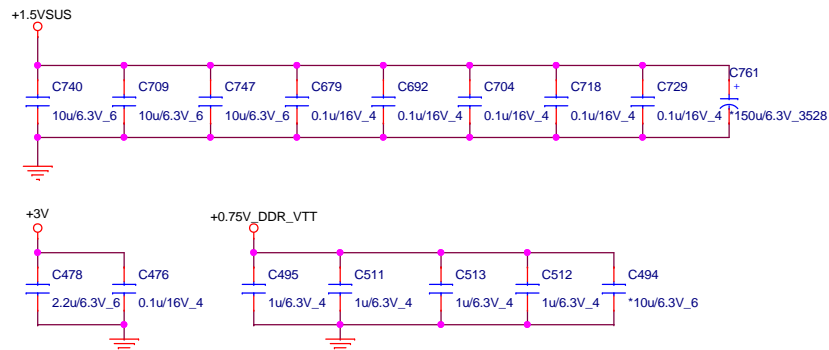 +1.5VSUS
C740 C709 C747 C679 C692 C704 C718 C729 C761
+
10u/6.3V_6 10u/6.3V_6 10u/6.3V_6 0.1u/16V_4 0.1u/16V_4 0.1u/16V_4 0.1u/16V_4 0.1u/16V_4 *150u/6.3V_3528
+3V +0.75V_DDR_VTT
C478 C476 C495 C511 C513 C512 C494
2.2u/6.3V_6 0.1u/16V_4 1u/6.3V_4 1u/6.3V_4 1u/6.3V_4 1u/6.3V_4 *10u/6.3V_6